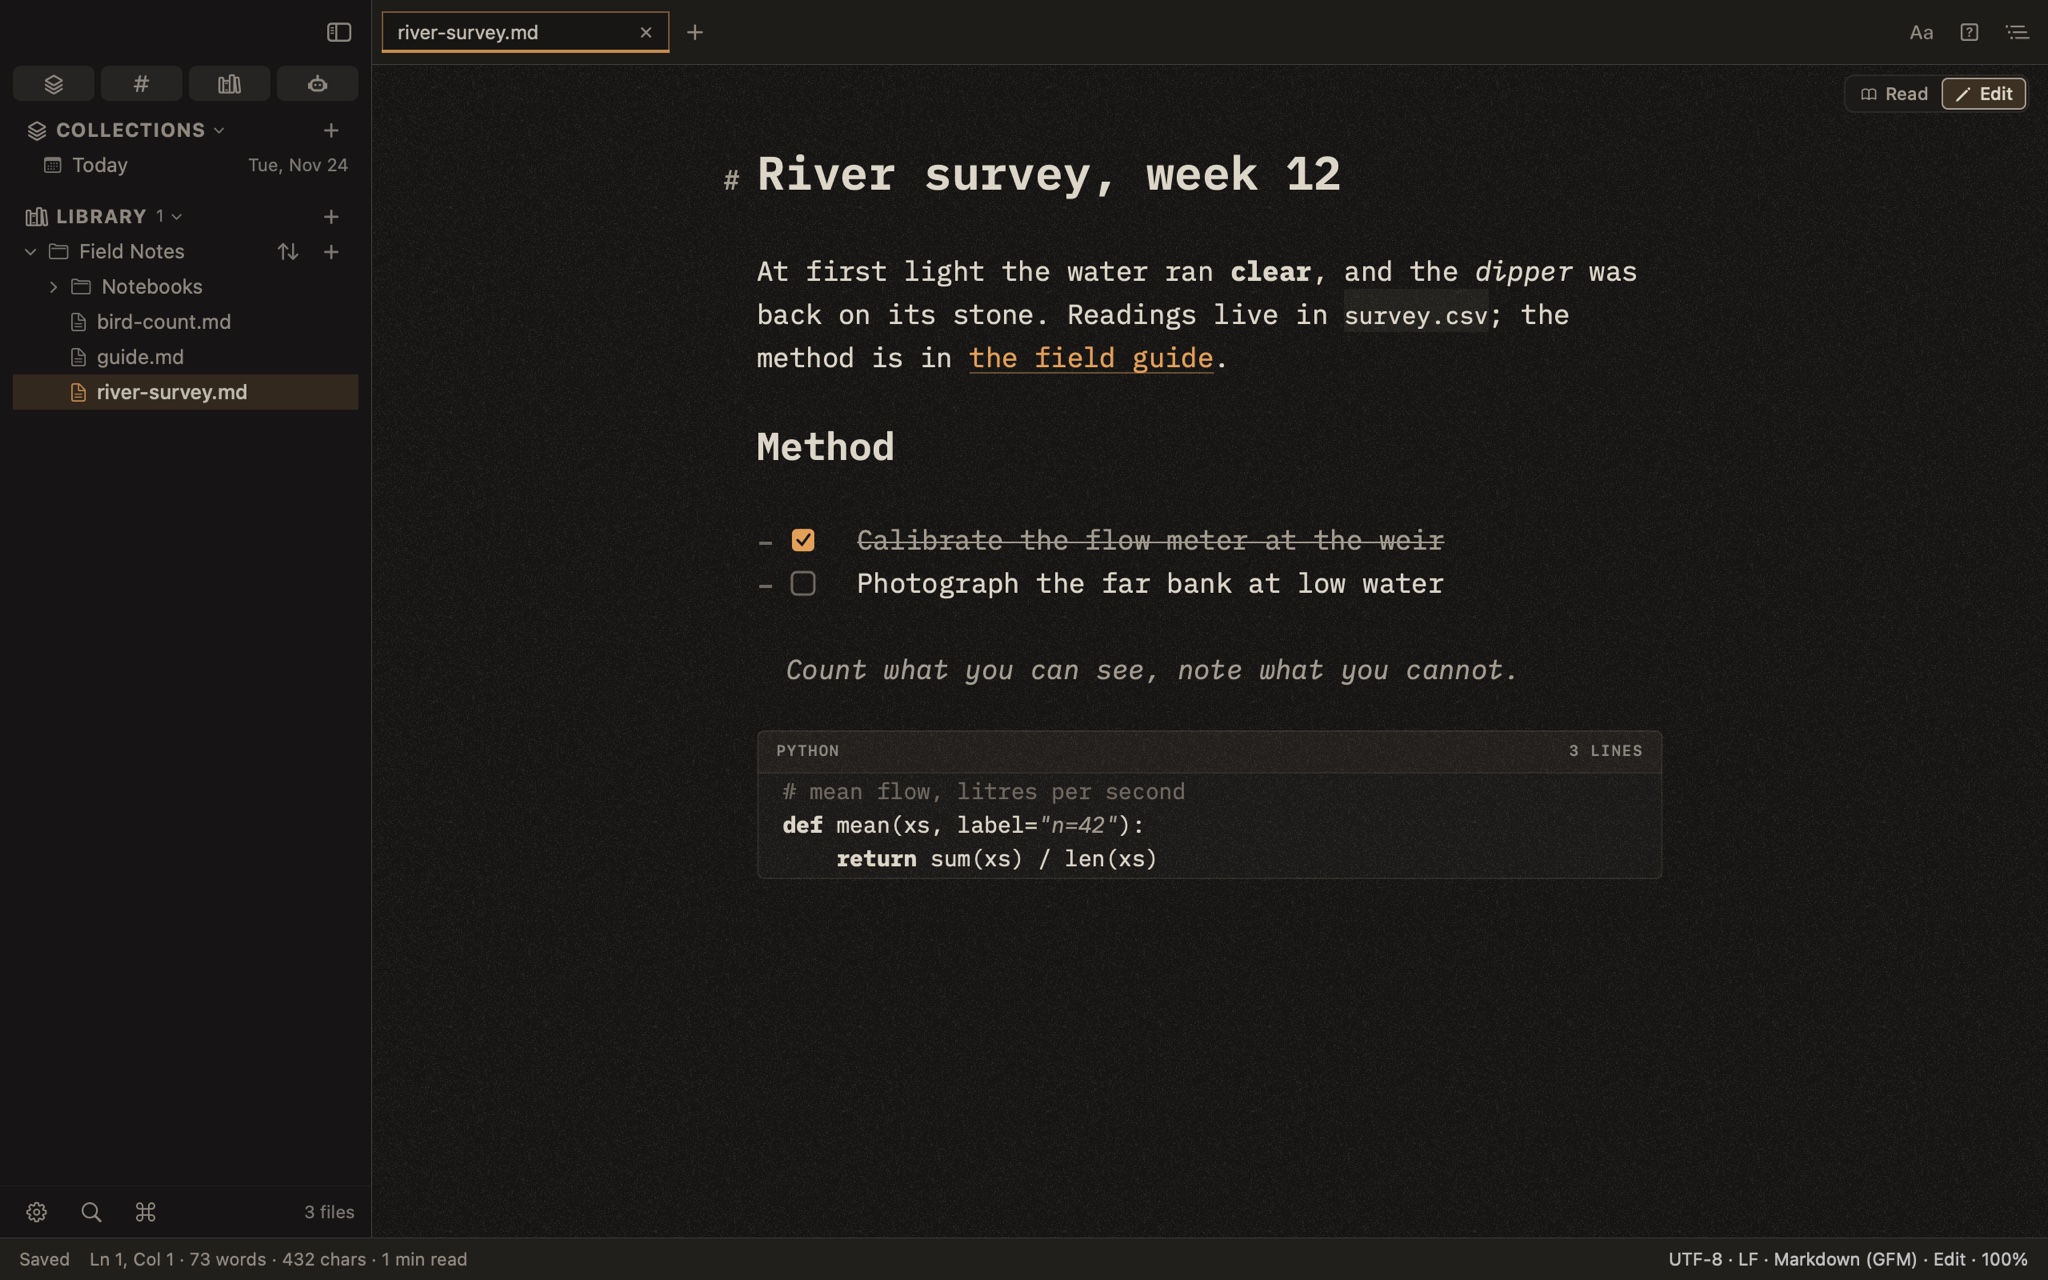 river-survey.md
Aa
Read
Edit
COLLECTIONS
Today Tue, Nov 24
LIBRARY 1
Field Notes
Notebooks
bird-count.md
guide.md
river-survey.md
3 files
# River survey, week 12
At first light the water ran clear, and the dipper was
back on its stone. Readings live in survey.csv; the
method is in the field guide.
Method
– Calibrate the flow meter at the weir
– Photograph the far bank at low water
Count what you can see, note what you cannot.
PYTHON 3 LINES
# mean flow, litres per second
def mean(xs, label="n=42"):
    return sum(xs) / len(xs)
Saved Ln 1, Col 1 · 73 words · 432 chars · 1 min read
UTF-8 · LF · Markdown (GFM) · Edit · 100%